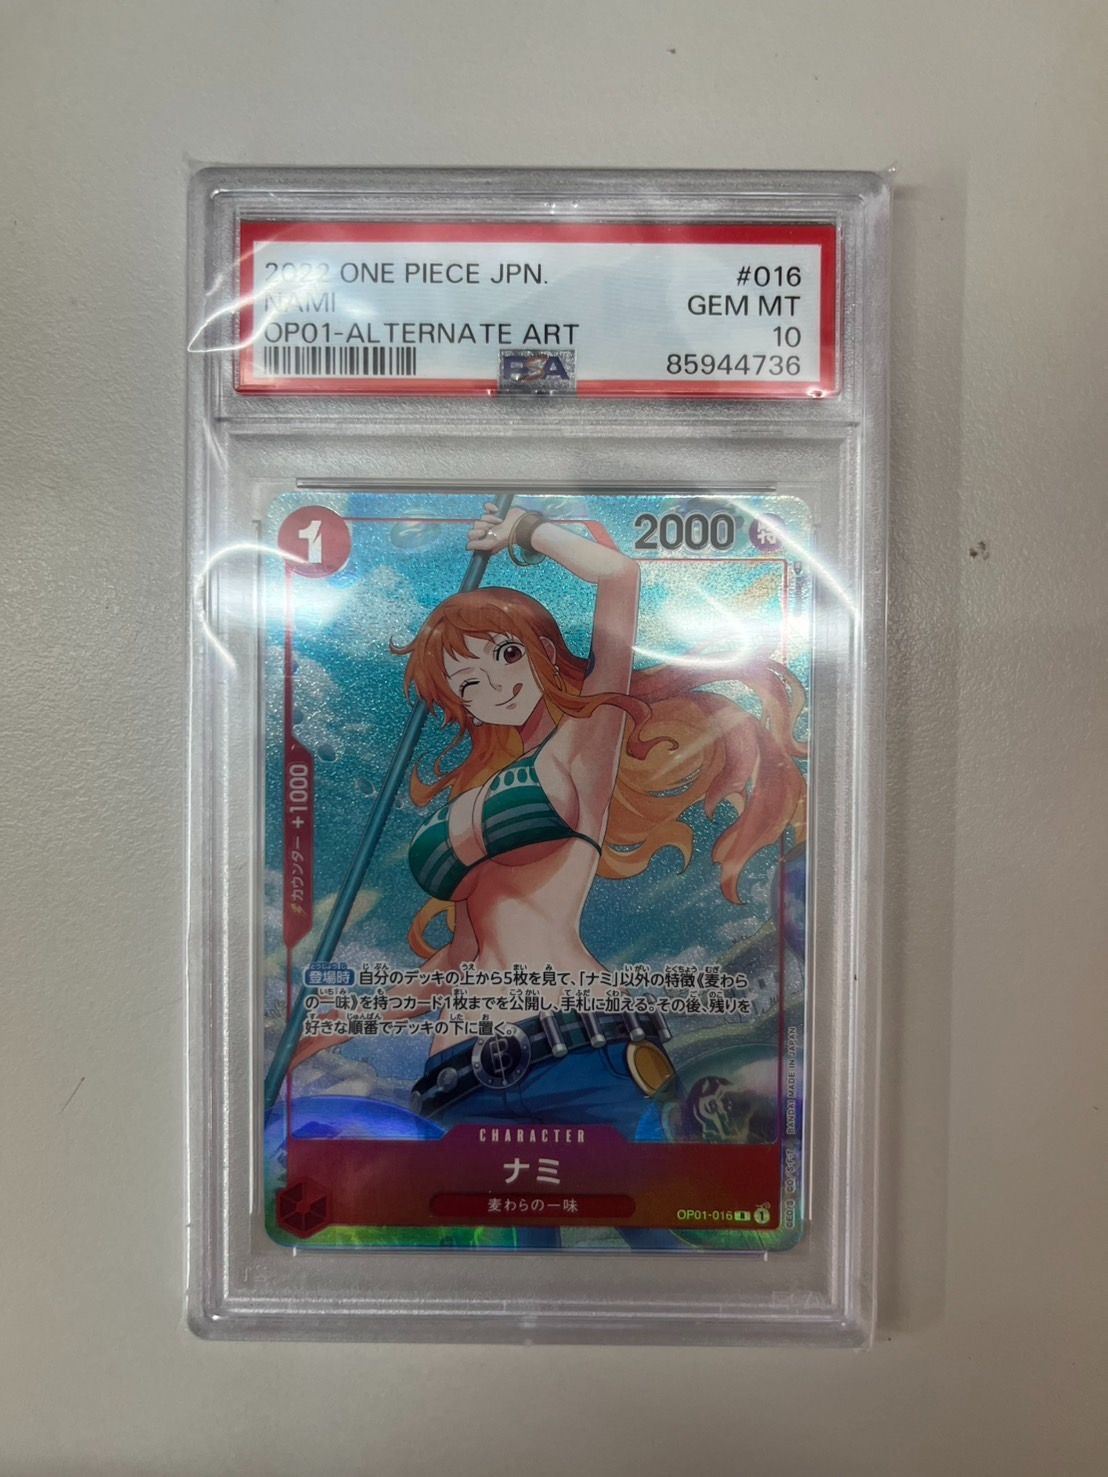 2022 ONE PIECE JPN. #016
NAMI GEM MT
OP01-ALTERNATE ART 10
PSA 85944736
1 2000 特
カウンター +1000
登場時 自分のデッキの上から5枚を見て、「ナミ」以外の特徴《麦わら
の一味》を持つカード1枚までを公開し、手札に加える。その後、残りを
好きな順番でデッキの下に置く。
CHARACTER
ナミ
麦わらの一味
OP01-016 R 1
BANDAI MADE IN JAPAN